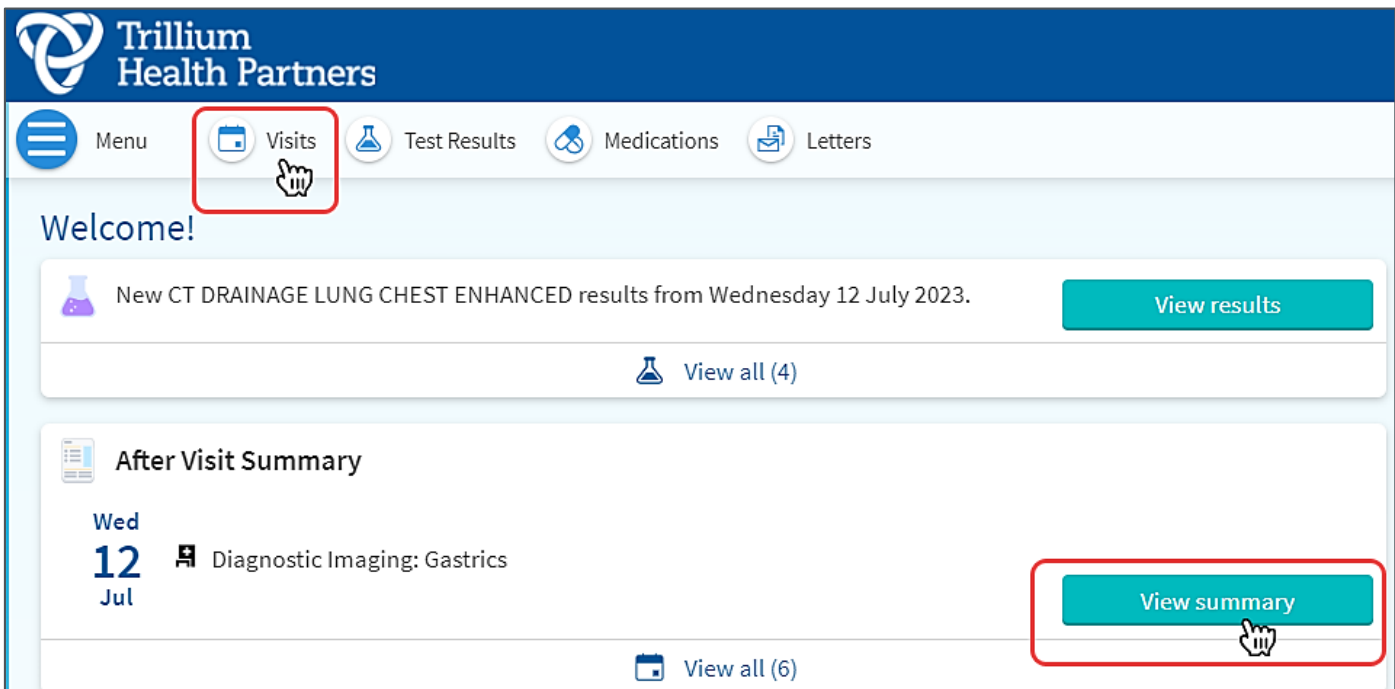 Trillium
Health Partners
Menu
Visits
Test Results
Medications
Letters
Welcome!
New CT DRAINAGE LUNG CHEST ENHANCED results from Wednesday 12 July 2023.
View results
View all (4)
After Visit Summary
Wed
12
Jul
Diagnostic Imaging: Gastrics
View summary
View all (6)